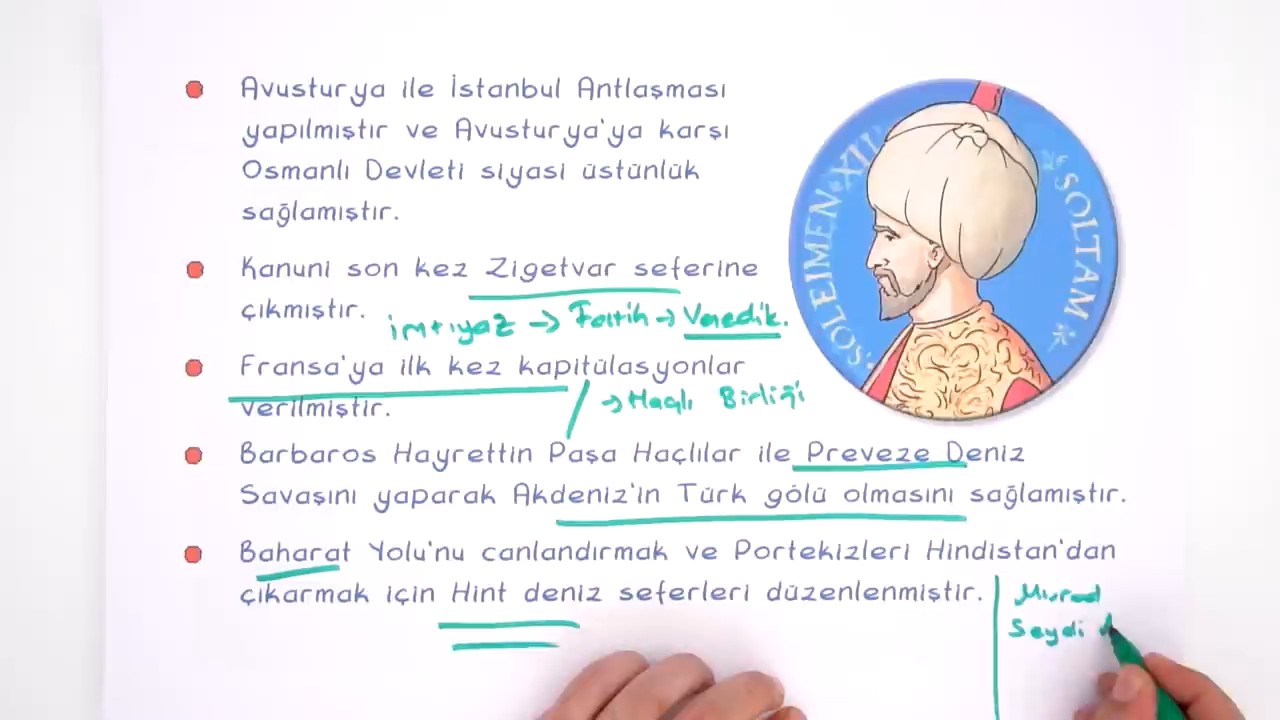 Avusturya ile İstanbul Antlaşması
yapılmıştır ve Avusturya'ya karşı
Osmanlı Devleti siyasi üstünlük
sağlamıştır.
Kanuni son kez Zigetvar seferine
çıkmıştır.
imtiyaz → Fatih → Venedik.
Fransa'ya ilk kez kapitülasyonlar
verilmiştir.
→ Haçlı Birliği
Barbaros Hayrettin Paşa Haçlılar ile Preveze Deniz
Savaşını yaparak Akdeniz'in Türk gölü olmasını sağlamıştır.
Baharat Yolu'nu canlandırmak ve Portekizleri Hindistan'dan
çıkarmak için Hint deniz seferleri düzenlenmiştir.
Murad
Seydi
SOLEIMEN XII
SOLTAM